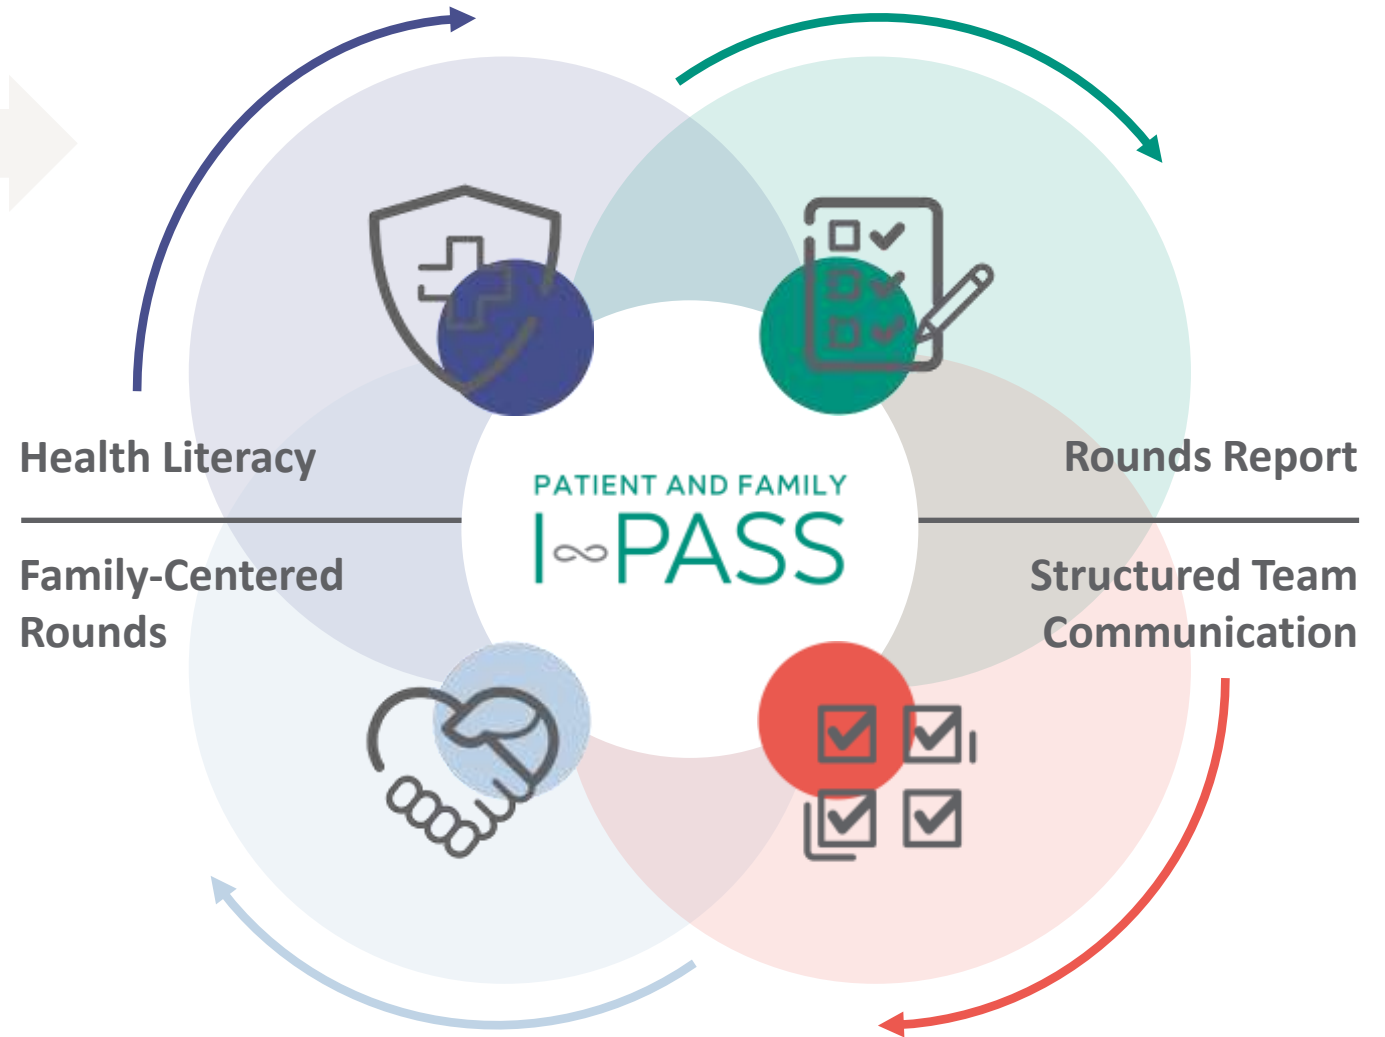 Health Literacy
Rounds Report
PATIENT AND FAMILY
I∞PASS
Family-Centered
Rounds
Structured Team
Communication